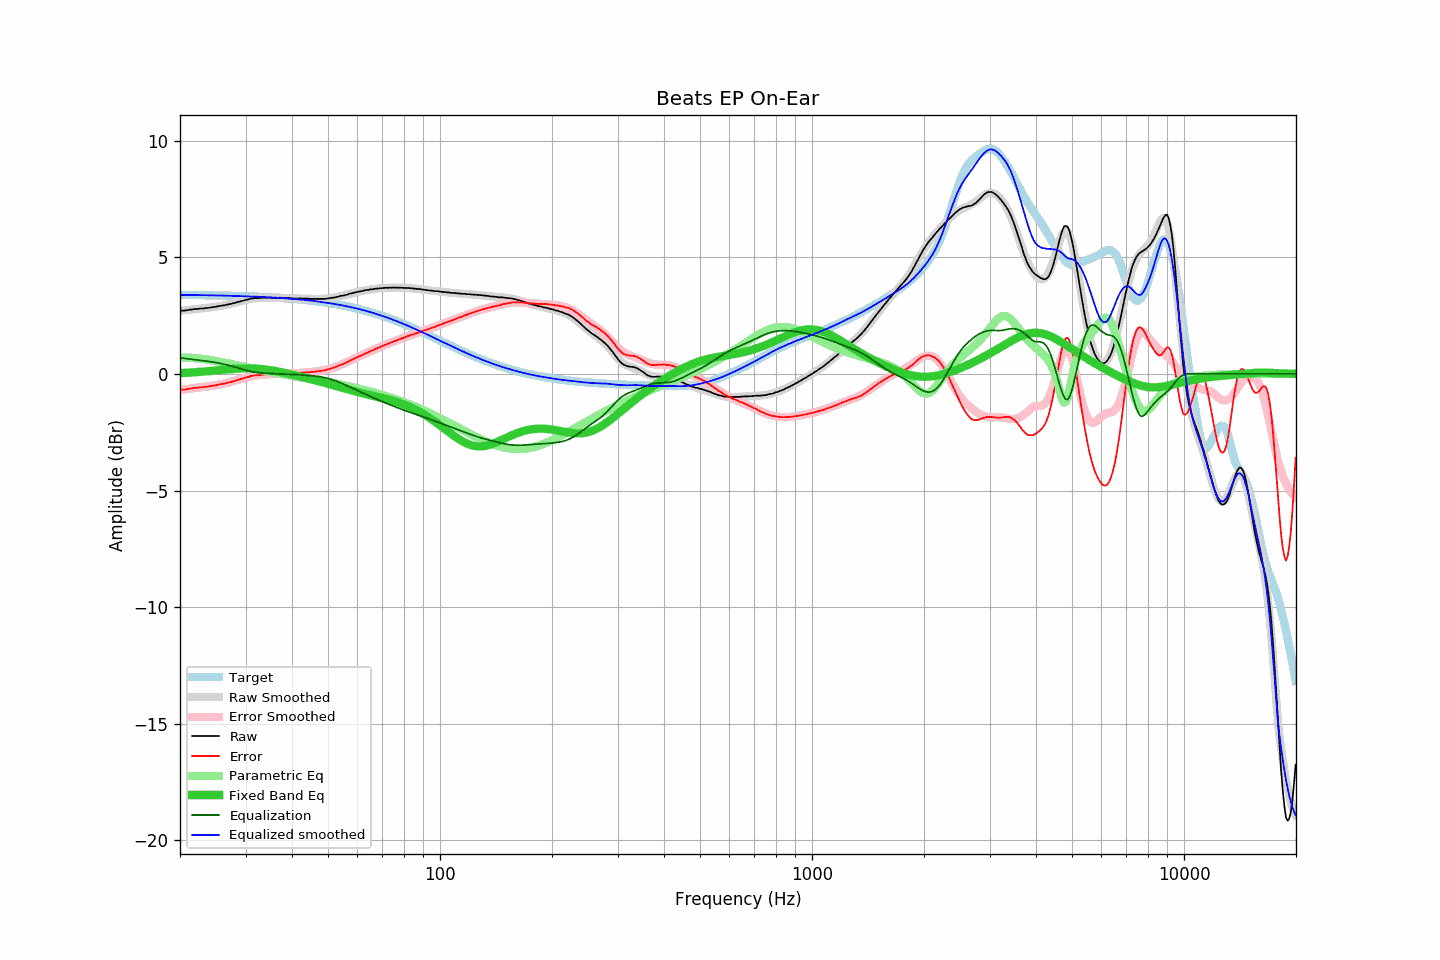 Beats EP On-Ear
10
5
0
−5
−10
−15
−20
Amplitude (dBr)
Target
Raw Smoothed
Error Smoothed
Raw
Error
Parametric Eq
Fixed Band Eq
Equalization
Equalized smoothed
100 1000 10000
Frequency (Hz)